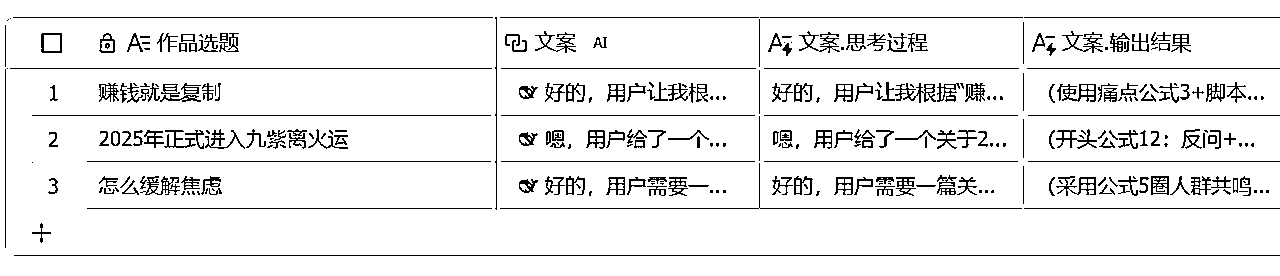 作品选题 文案 AI 文案.思考过程 文案.输出结果
1 赚钱就是复制 好的，用户让我根... 好的，用户让我根据“赚... （使用痛点公式3+脚本...
2 2025年正式进入九紫离火运 嗯，用户给了一个... 嗯，用户给了一个关于2... （开头公式12：反问+...
3 怎么缓解焦虑 好的，用户需要一... 好的，用户需要一篇关... （采用公式5圈人群共鸣...